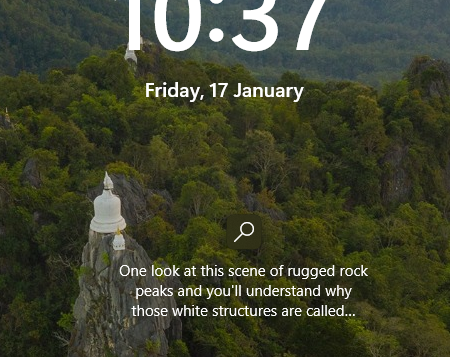 10:37
Friday, 17 January
One look at this scene of rugged rock
peaks and you'll understand why
those white structures are called...